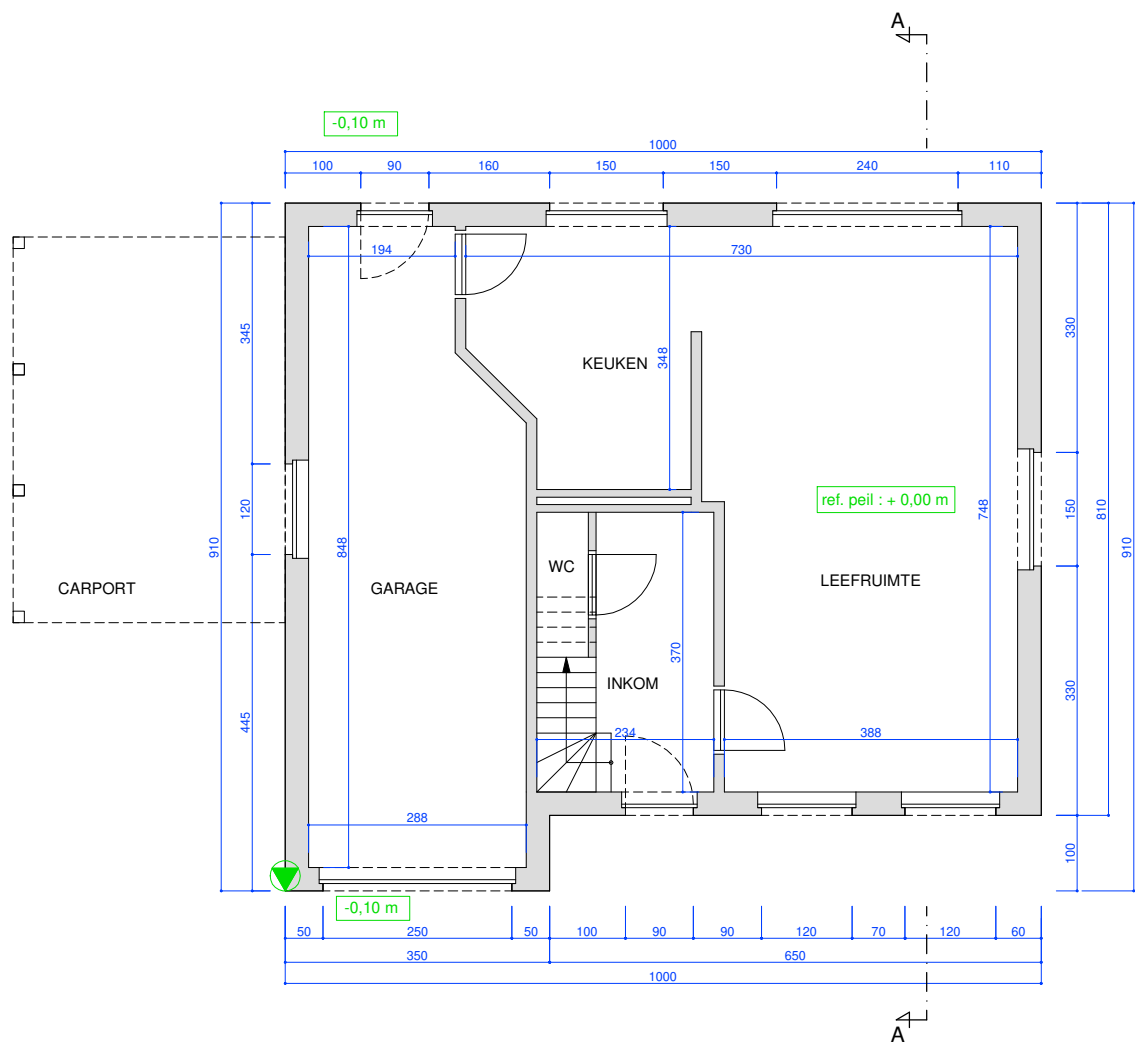 A
-0,10 m
1000
100 90 160 150 150 240 110
194 730
345 330
KEUKEN
348
ref. peil : + 0,00 m
910 120 848 748 150 810 910
WC
CARPORT GARAGE LEEFRUIMTE
370
INKOM
445 330
234 388
288
100
-0,10 m
50 250 50 100 90 90 120 70 120 60
350 650
1000
A